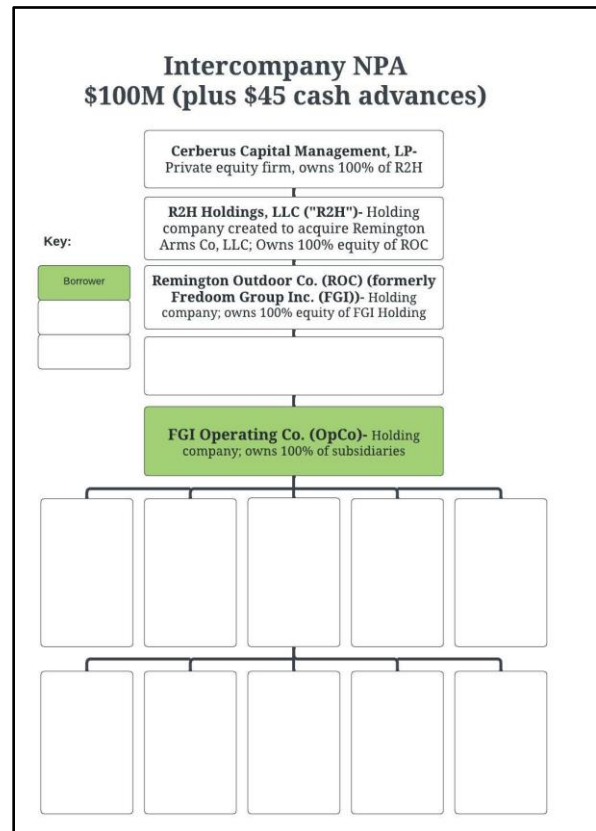 Intercompany NPA
$100M (plus $45 cash advances)
Cerberus Capital Management, LP-
Private equity firm, owns 100% of R2H
R2H Holdings, LLC ("R2H")- Holding
company created to acquire Remington
Arms Co, LLC; Owns 100% equity of ROC
Key:
Borrower
Remington Outdoor Co. (ROC) (formerly
Fredoom Group Inc. (FGI))- Holding
company; owns 100% equity of FGI Holding
FGI Operating Co. (OpCo)- Holding
company; owns 100% of subsidiaries